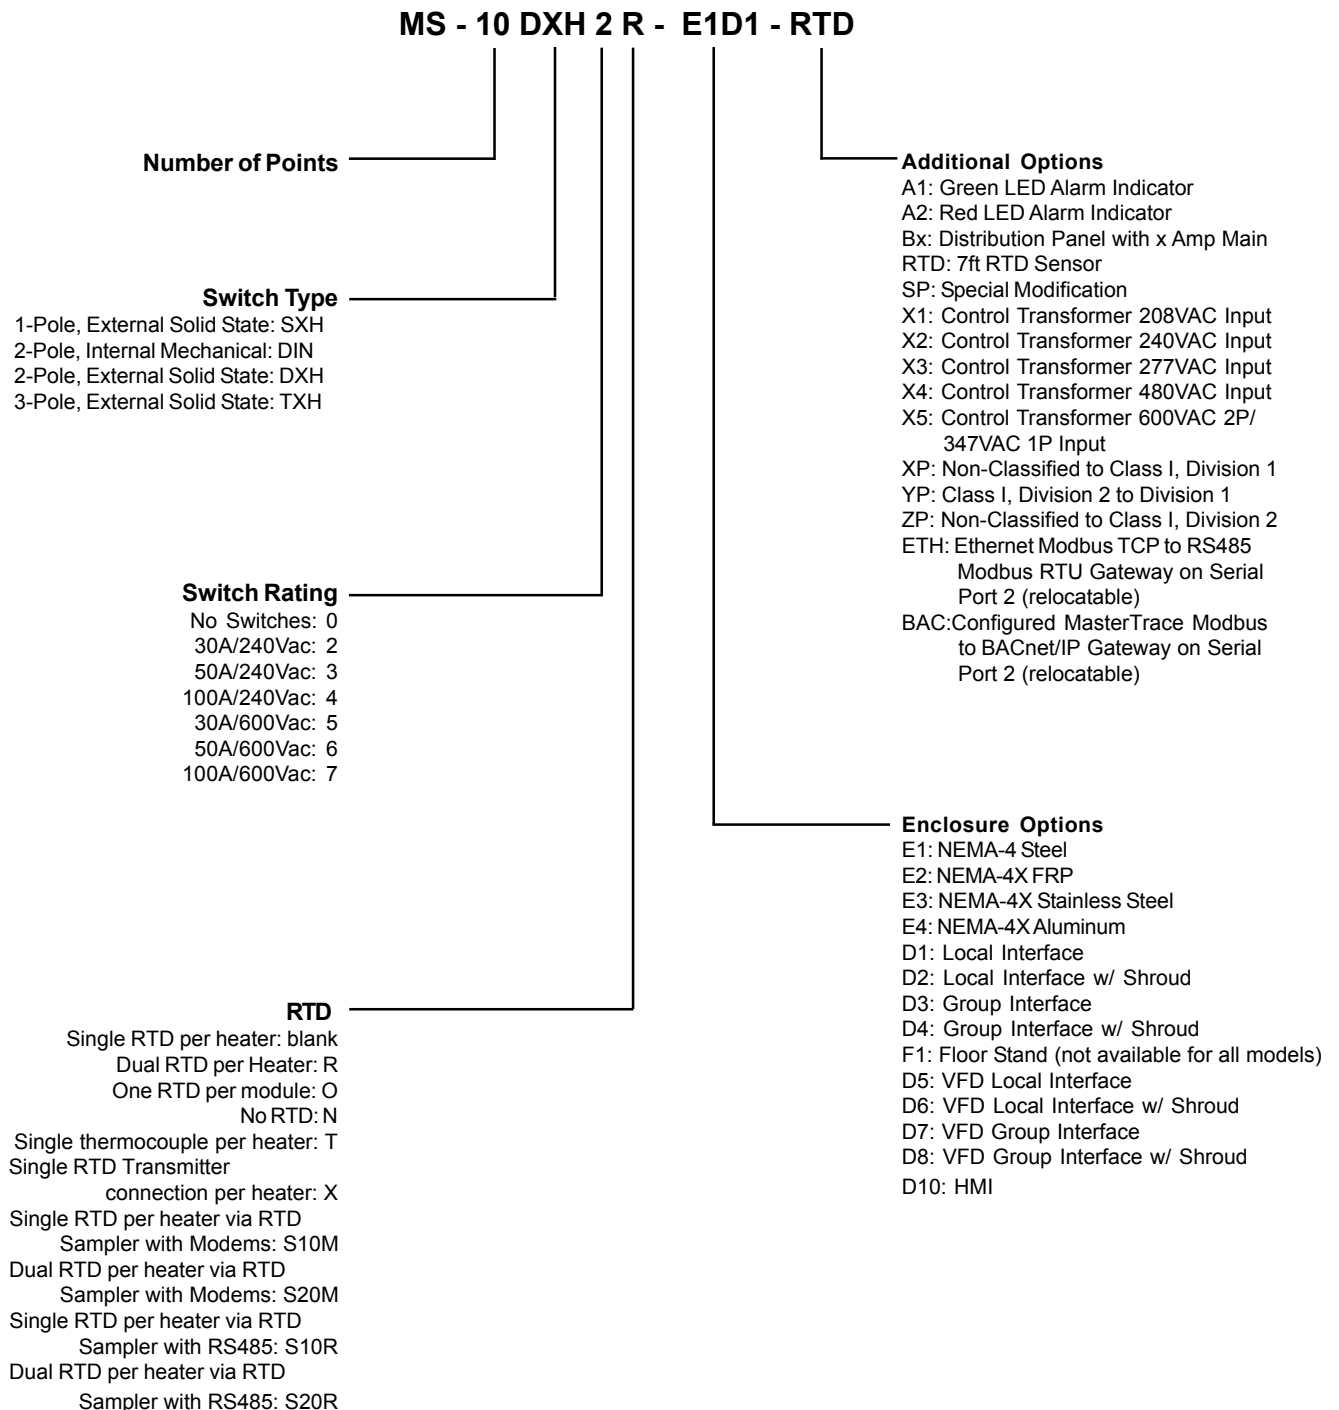 MS - 10 DXH 2 R - E1D1 - RTD
Number of Points
Switch Type
1-Pole, External Solid State: SXH
2-Pole, Internal Mechanical: DIN
2-Pole, External Solid State: DXH
3-Pole, External Solid State: TXH
Switch Rating
No Switches: 0
30A/240Vac: 2
50A/240Vac: 3
100A/240Vac: 4
30A/600Vac: 5
50A/600Vac: 6
100A/600Vac: 7
RTD
Single RTD per heater: blank
Dual RTD per Heater: R
One RTD per module: O
No RTD: N
Single thermocouple per heater: T
Single RTD Transmitter
connection per heater: X
Single RTD per heater via RTD
Sampler with Modems: S10M
Dual RTD per heater via RTD
Sampler with Modems: S20M
Single RTD per heater via RTD
Sampler with RS485: S10R
Dual RTD per heater via RTD
Sampler with RS485: S20R
Additional Options
A1: Green LED Alarm Indicator
A2: Red LED Alarm Indicator
Bx: Distribution Panel with x Amp Main
RTD: 7ft RTD Sensor
SP: Special Modification
X1: Control Transformer 208VAC Input
X2: Control Transformer 240VAC Input
X3: Control Transformer 277VAC Input
X4: Control Transformer 480VAC Input
X5: Control Transformer 600VAC 2P/
347VAC 1P Input
XP: Non-Classified to Class I, Division 1
YP: Class I, Division 2 to Division 1
ZP: Non-Classified to Class I, Division 2
ETH: Ethernet Modbus TCP to RS485
Modbus RTU Gateway on Serial
Port 2 (relocatable)
BAC:Configured MasterTrace Modbus
to BACnet/IP Gateway on Serial
Port 2 (relocatable)
Enclosure Options
E1: NEMA-4 Steel
E2: NEMA-4X FRP
E3: NEMA-4X Stainless Steel
E4: NEMA-4X Aluminum
D1: Local Interface
D2: Local Interface w/ Shroud
D3: Group Interface
D4: Group Interface w/ Shroud
F1: Floor Stand (not available for all models)
D5: VFD Local Interface
D6: VFD Local Interface w/ Shroud
D7: VFD Group Interface
D8: VFD Group Interface w/ Shroud
D10: HMI